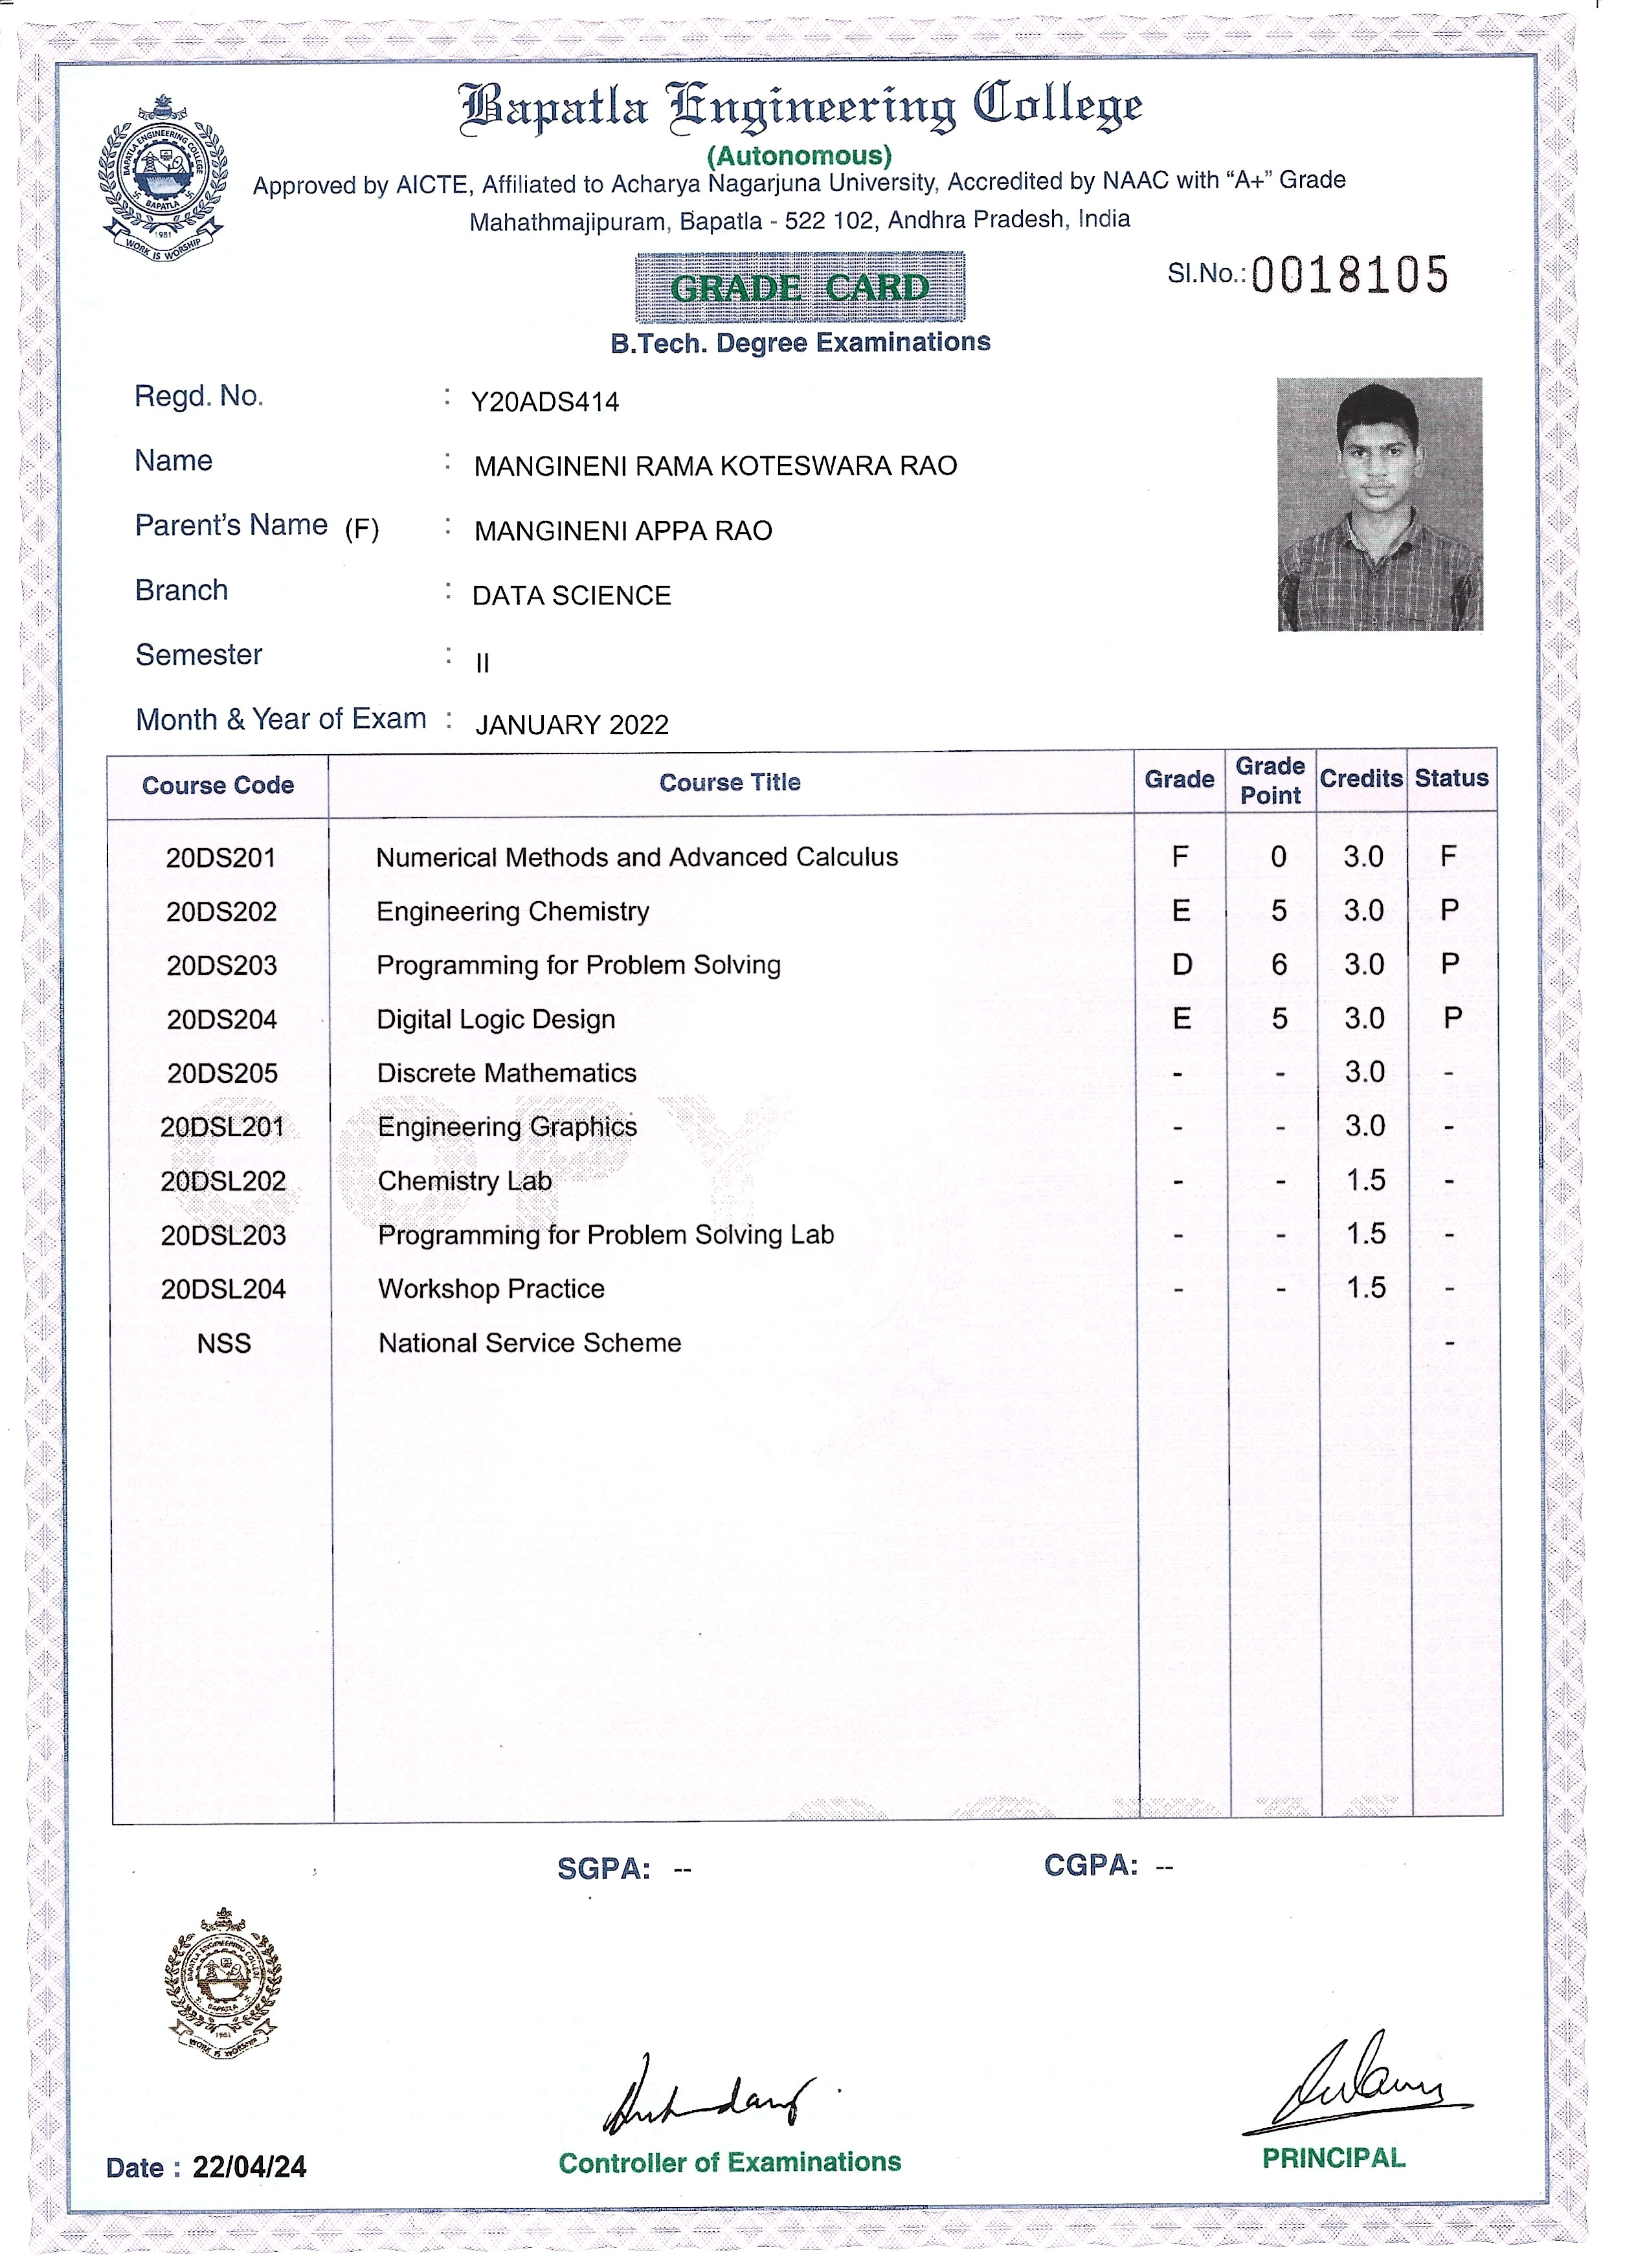 Bapatla Engineering College
(Autonomous)
Approved by AICTE, Affiliated to Acharya Nagarjuna University, Accredited by NAAC with “A+” Grade
Mahathmajipuram, Bapatla - 522 102, Andhra Pradesh, India
BAPATLA ENGINEERING COLLEGE
BAPATLA
1981
WORK IS WORSHIP
GRADE CARD
Sl.No.: 0018105
B.Tech. Degree Examinations
Regd. No. : Y20ADS414
Name : MANGINENI RAMA KOTESWARA RAO
Parent’s Name (F) : MANGINENI APPA RAO
Branch : DATA SCIENCE
Semester : II
Month & Year of Exam : JANUARY 2022
Course Code Course Title Grade Grade Point Credits Status
20DS201 Numerical Methods and Advanced Calculus F 0 3.0 F
20DS202 Engineering Chemistry E 5 3.0 P
20DS203 Programming for Problem Solving D 6 3.0 P
20DS204 Digital Logic Design E 5 3.0 P
20DS205 Discrete Mathematics - - 3.0 -
20DSL201 Engineering Graphics - - 3.0 -
20DSL202 Chemistry Lab - - 1.5 -
20DSL203 Programming for Problem Solving Lab - - 1.5 -
20DSL204 Workshop Practice - - 1.5 -
NSS National Service Scheme -
COPY
SGPA: -- CGPA: --
BAPATLA ENGINEERING COLLEGE
BAPATLA
1981
WORK IS WORSHIP
Date : 22/04/24
Controller of Examinations
PRINCIPAL